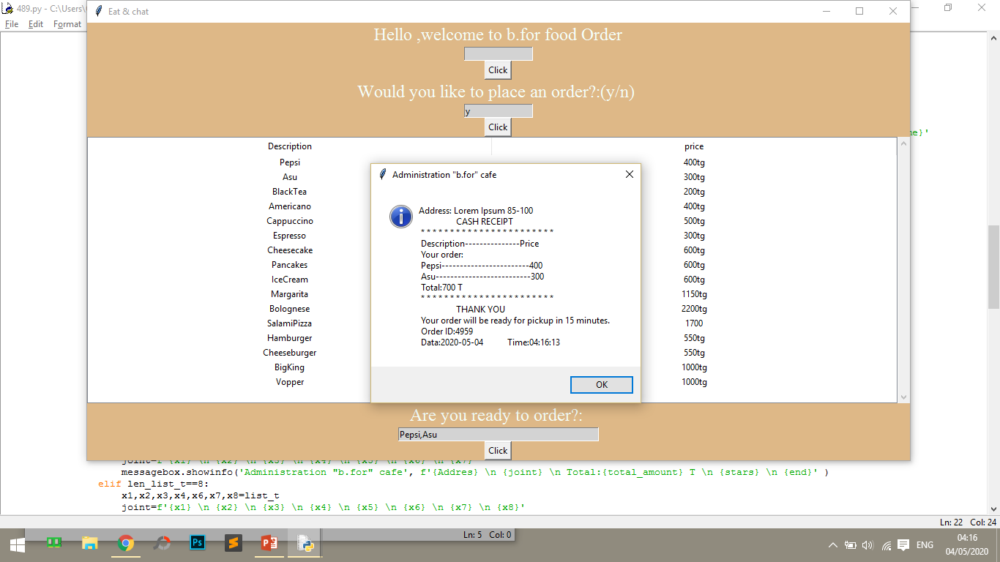 489.py - C:\Users\
Eat & chat
File Edit Format
Hello ,welcome to b.for food Order
Click
Would you like to place an order?:(y/n)
y
Click
Description price
Pepsi 400tg
Asu 300tg
BlackTea 200tg
Americano 400tg
Cappuccino 500tg
Espresso 300tg
Cheesecake 600tg
Pancakes 600tg
IceCream 600tg
Margarita 1150tg
Bolognese 2200tg
SalamiPizza 1700
Hamburger 550tg
Cheeseburger 550tg
BigKing 1000tg
Vopper 1000tg
Administration "b.for" cafe
Address: Lorem Ipsum 85-100
CASH RECEIPT
* * * * * * * * * * * * * * * * * * * * * * *
Description---------------Price
Your order:
Pepsi------------------------400
Asu--------------------------300
Total:700 T
* * * * * * * * * * * * * * * * * * * * * * *
THANK YOU
Your order will be ready for pickup in 15 minutes.
Order ID:4959
Data:2020-05-04 Time:04:16:13
OK
Are you ready to order?:
Pepsi,Asu
Click
joint=f'{x1} \n {x2} \n {x3} \n {x4} \n {x5} \n {x6} \n {x7}'
messagebox.showinfo('Administration "b.for" cafe', f'{Addres} \n {joint} \n Total:{total_amount} T \n {stars} \n {end}' )
elif len_list_t==8:
x1,x2,x3,x4,x6,x7,x8=list_t
joint=f'{x1} \n {x2} \n {x3} \n {x4} \n {x5} \n {x6} \n {x7} \n {x8}'
Ln: 22 Col: 24
Ln: 5 Col: 0
Ps
ENG
04:16
04/05/2020